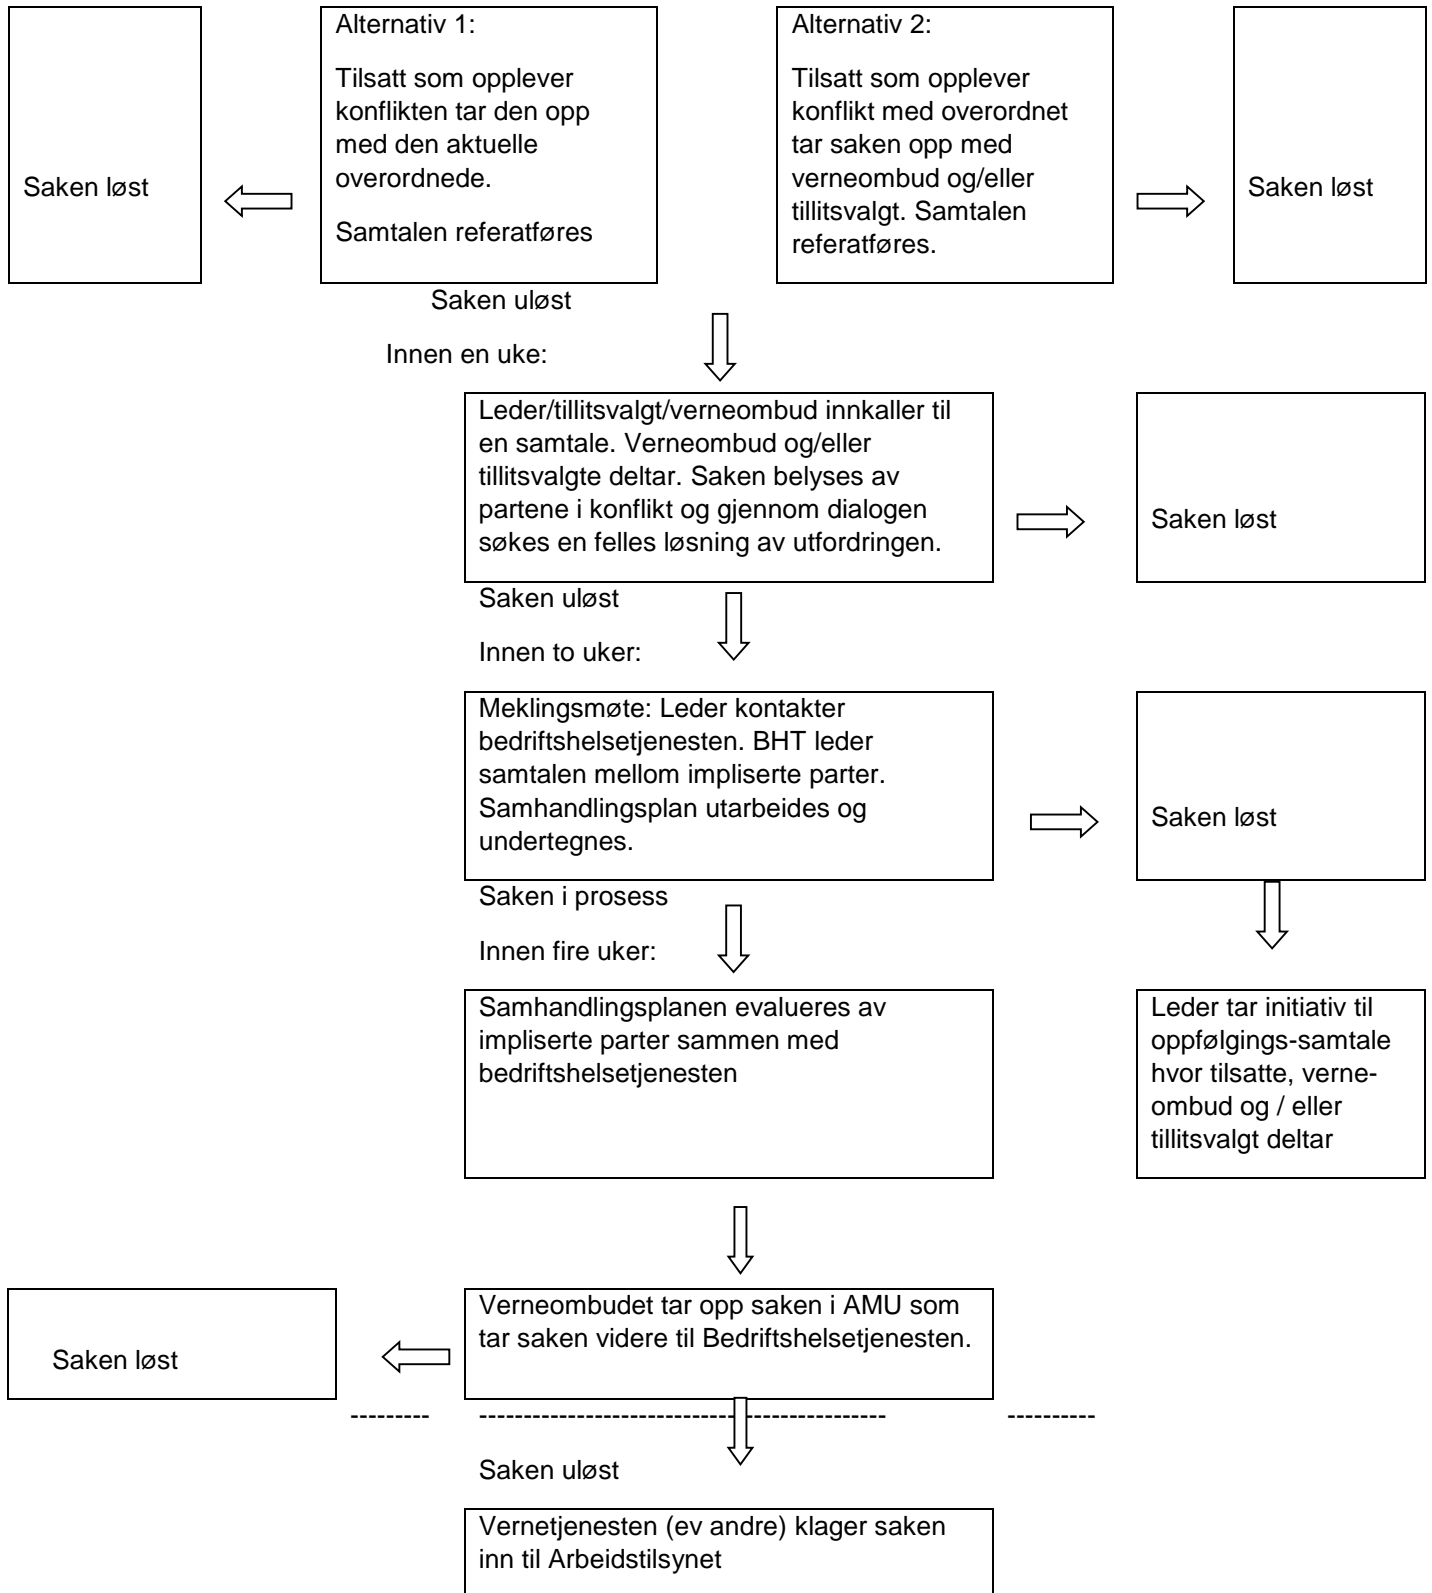 Saken løst
Alternativ 1:
Tilsatt som opplever
konflikten tar den opp
med den aktuelle
overordnede.
Samtalen referatføres
Alternativ 2:
Tilsatt som opplever
konflikt med overordnet
tar saken opp med
verneombud og/eller
tillitsvalgt. Samtalen
referatføres.
Saken løst
Saken uløst
Innen en uke:
Leder/tillitsvalgt/verneombud innkaller til
en samtale. Verneombud og/eller
tillitsvalgte deltar. Saken belyses av
partene i konflikt og gjennom dialogen
søkes en felles løsning av utfordringen.
Saken løst
Saken uløst
Innen to uker:
Meklingsmøte: Leder kontakter
bedriftshelsetjenesten. BHT leder
samtalen mellom impliserte parter.
Samhandlingsplan utarbeides og
undertegnes.
Saken løst
Saken i prosess
Innen fire uker:
Samhandlingsplanen evalueres av
impliserte parter sammen med
bedriftshelsetjenesten
Leder tar initiativ til
oppfølgings-samtale
hvor tilsatte, verne-
ombud og / eller
tillitsvalgt deltar
Verneombudet tar opp saken i AMU som
tar saken videre til Bedriftshelsetjenesten.
Saken løst
Saken uløst
Vernetjenesten (ev andre) klager saken
inn til Arbeidstilsynet